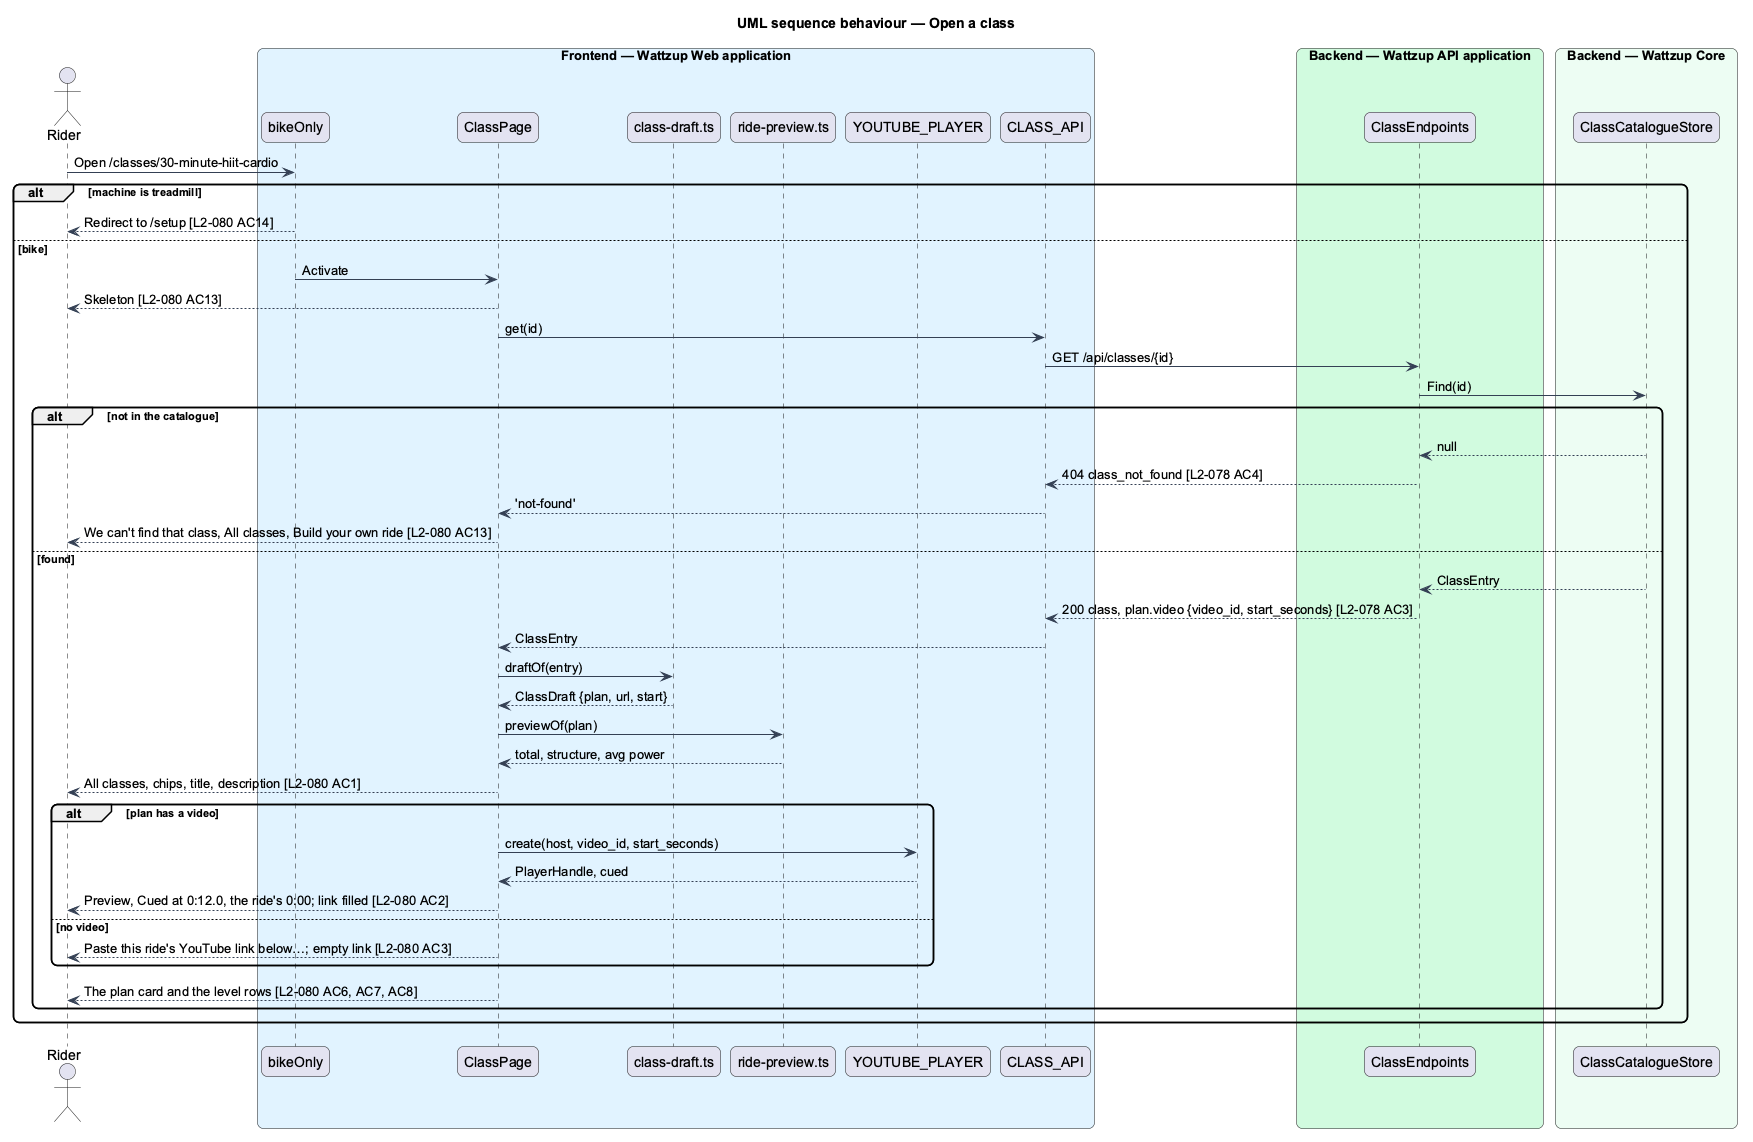 UML sequence behaviour — Open a class
Frontend — Wattzup Web application
Backend — Wattzup API application
Backend — Wattzup Core
Rider
bikeOnly
ClassPage
class-draft.ts
ride-preview.ts
YOUTUBE_PLAYER
CLASS_API
ClassEndpoints
ClassCatalogueStore
Open /classes/30-minute-hiit-cardio
alt
[machine is treadmill]
Redirect to /setup [L2-080 AC14]
[bike]
Activate
Skeleton [L2-080 AC13]
get(id)
GET /api/classes/{id}
Find(id)
alt
[not in the catalogue]
null
404 class_not_found [L2-078 AC4]
'not-found'
We can't find that class, All classes, Build your own ride [L2-080 AC13]
[found]
ClassEntry
200 class, plan.video {video_id, start_seconds} [L2-078 AC3]
ClassEntry
draftOf(entry)
ClassDraft {plan, url, start}
previewOf(plan)
total, structure, avg power
All classes, chips, title, description [L2-080 AC1]
alt
[plan has a video]
create(host, video_id, start_seconds)
PlayerHandle, cued
Preview, Cued at 0:12.0, the ride's 0:00; link filled [L2-080 AC2]
[no video]
Paste this ride's YouTube link below…; empty link [L2-080 AC3]
The plan card and the level rows [L2-080 AC6, AC7, AC8]
Rider
bikeOnly
ClassPage
class-draft.ts
ride-preview.ts
YOUTUBE_PLAYER
CLASS_API
ClassEndpoints
ClassCatalogueStore